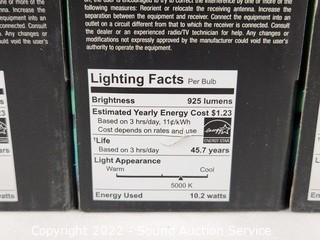 following measures: Reorient or relocate the receiving antenna. Increase the
separation between the equipment and receiver. Connect the equipment into an
outlet on a circuit different from that to which the receiver is connected. Consult
the dealer or an experienced radio/TV technician for help. Any changes or
modifications not expressly approved by the manufacturer could void the user's
authority to operate the equipment.
Lighting Facts Per Bulb
Brightness 925 lumens
Estimated Yearly Energy Cost $1.23
Based on 3 hrs/day, 11¢/kWh
Cost depends on rates and use
ENERGY STAR
Life
Based on 3 hrs/day 45.7 years
Light Appearance
Warm Cool
5000 K
Energy Used 10.2 watts
Copyright 2022 - Sound Auction Service